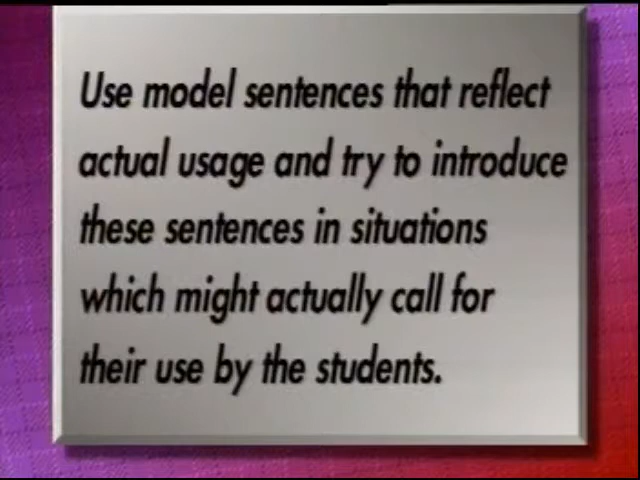 Use model sentences that reflect
actual usage and try to introduce
these sentences in situations
which might actually call for
their use by the students.